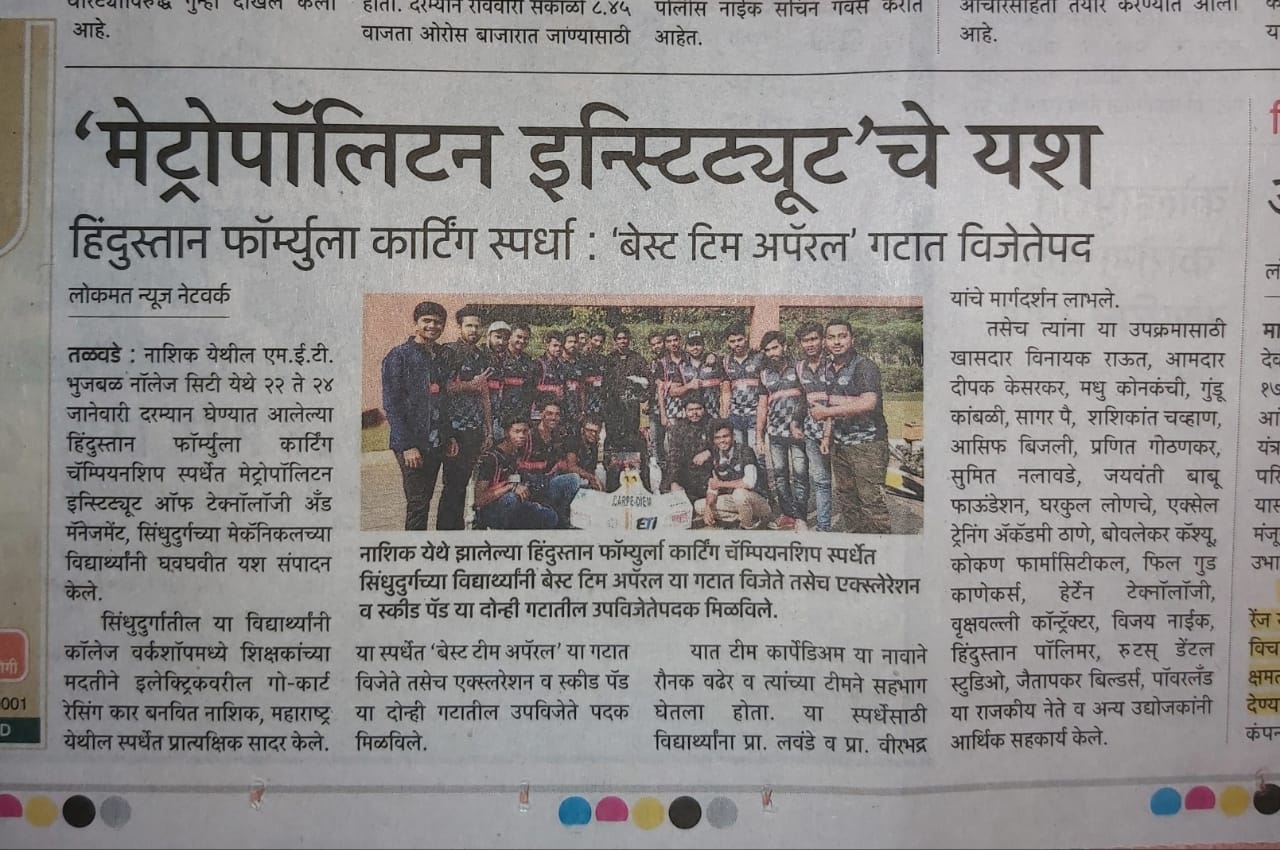 आहे.
होता. दरम्यान रविवारी सकाळी ८.४५
वाजता ओरोस बाजारात जाण्यासाठी
पोलीस नाईक सचिन गवस करीत
आहेत.
आचारसंहिता तयार करण्यात आली
आहे.
‘मेट्रोपॉलिटन इन्स्टिट्यूट’चे यश
हिंदुस्तान फॉर्म्युला कार्टिंग स्पर्धा : ‘बेस्ट टिम अपॅरल’ गटात विजेतेपद
लोकमत न्यूज नेटवर्क
तळवडे : नाशिक येथील एम.ई.टी.
भुजबळ नॉलेज सिटी येथे २२ ते २४
जानेवारी दरम्यान घेण्यात आलेल्या
हिंदुस्तान फॉर्म्युला कार्टिंग
चॅम्पियनशिप स्पर्धेत मेट्रोपॉलिटन
इन्स्टिट्यूट ऑफ टेक्नॉलॉजी अँड
मॅनेजमेंट, सिंधुदुर्गच्या मेकॅनिकलच्या
विद्यार्थ्यांनी घवघवीत यश संपादन
केले.
सिंधुदुर्गातील या विद्यार्थ्यांनी
कॉलेज वर्कशॉपमध्ये शिक्षकांच्या
मदतीने इलेक्ट्रिकवरील गो-कार्ट
रेसिंग कार बनवित नाशिक, महाराष्ट्र
येथील स्पर्धेत प्रात्यक्षिक सादर केले.
CARPE-DIEM
ETI
नाशिक येथे झालेल्या हिंदुस्तान फॉम्युर्ला कार्टिंग चॅम्पियनशिप स्पर्धेत
सिंधुदुर्गच्या विद्यार्थ्यांनी बेस्ट टिम अपॅरल या गटात विजेते तसेच एक्स्लेरेशन
व स्कीड पॅड या दोन्ही गटातील उपविजेतेपदक मिळविले.
या स्पर्धेत ‘बेस्ट टीम अपॅरल’ या गटात
विजेते तसेच एक्स्लरेशन व स्कीड पॅड
या दोन्ही गटातील उपविजेते पदक
मिळविले.
यात टीम कार्पेडिअम या नावाने
रौनक वढेर व त्यांच्या टीमने सहभाग
घेतला होता. या स्पर्धेसाठी
विद्यार्थ्यांना प्रा. लवंडे व प्रा. वीरभद्र
यांचे मार्गदर्शन लाभले.
तसेच त्यांना या उपक्रमासाठी
खासदार विनायक राऊत, आमदार
दीपक केसरकर, मधु कोनकंची, गुंडू
कांबळी, सागर पै, शशिकांत चव्हाण,
आसिफ बिजली, प्रणित गोठणकर,
सुमित नलावडे, जयवंती बाबू
फाऊंडेशन, घरकुल लोणचे, एक्सेल
ट्रेनिंग ॲकॅडमी ठाणे, बोवलेकर कॅश्यू,
कोकण फार्मासिटीकल, फिल गुड
काणेकर्स, हेर्टेन टेक्नॉलॉजी,
वृक्षवल्ली कॉन्ट्रॅक्टर, विजय नाईक,
हिंदुस्तान पॉलिमर, रुटस् डेंटल
स्टुडिओ, जैतापकर बिल्डर्स, पॉवरलँड
या राजकीय नेते व अन्य उद्योजकांनी
आर्थिक सहकार्य केले.